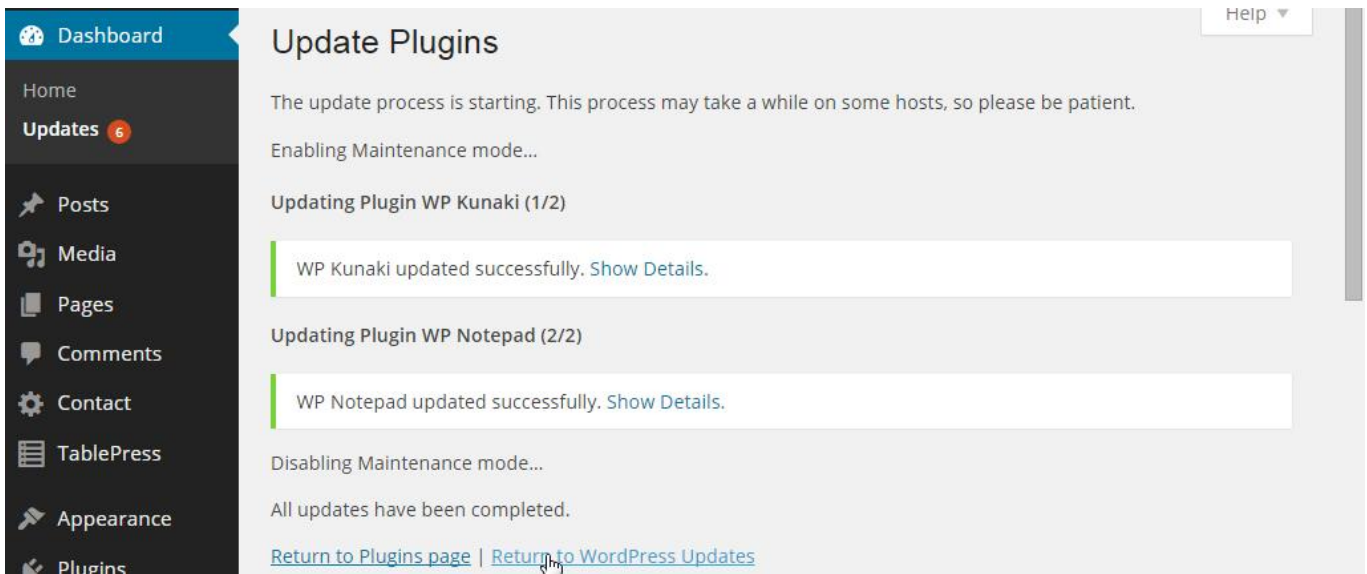 Help
Dashboard
Home
Updates 6
Posts
Media
Pages
Comments
Contact
TablePress
Appearance
Plugins
Update Plugins
The update process is starting. This process may take a while on some hosts, so please be patient.
Enabling Maintenance mode...
Updating Plugin WP Kunaki (1/2)
WP Kunaki updated successfully. Show Details.
Updating Plugin WP Notepad (2/2)
WP Notepad updated successfully. Show Details.
Disabling Maintenance mode...
All updates have been completed.
Return to Plugins page | Return to WordPress Updates